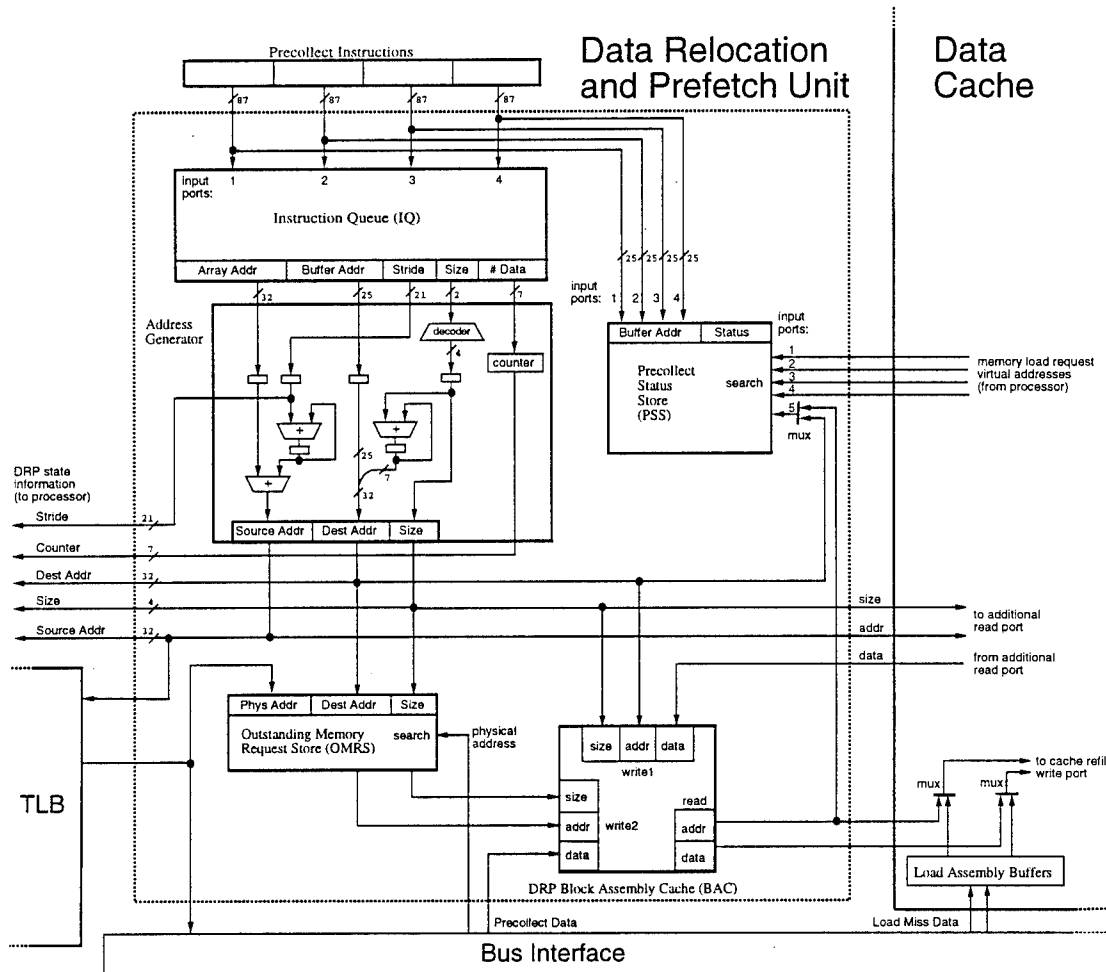 Precollect Instructions
Data Relocation
and Prefetch Unit
Data
Cache
87
87
87
87
input
ports:
1
2
3
4
Instruction Queue (IQ)
Array Addr
Buffer Addr
Stride
Size
# Data
32
25
21
2
7
25
25
25
25
input
ports:
1
2
3
4
Address
Generator
decoder
4
counter
+
+
+
25
7
32
Source Addr
Dest Addr
Size
Buffer Addr
Status
Precollect
Status
Store
(PSS)
search
input
ports:
1
2
3
4
5
mux
memory load request
virtual addresses
(from processor)
DRP state
information
(to processor)
Stride
21
Counter
7
Dest Addr
32
Size
4
Source Addr
32
size
addr
to additional
read port
data
from additional
read port
TLB
Phys Addr
Dest Addr
Size
Outstanding Memory
Request Store (OMRS)
search
physical
address
size
addr
data
write1
size
addr
data
write2
read
addr
data
DRP Block Assembly Cache (BAC)
mux
mux
to cache refill
write port
Load Assembly Buffers
Precollect Data
Load Miss Data
Bus Interface